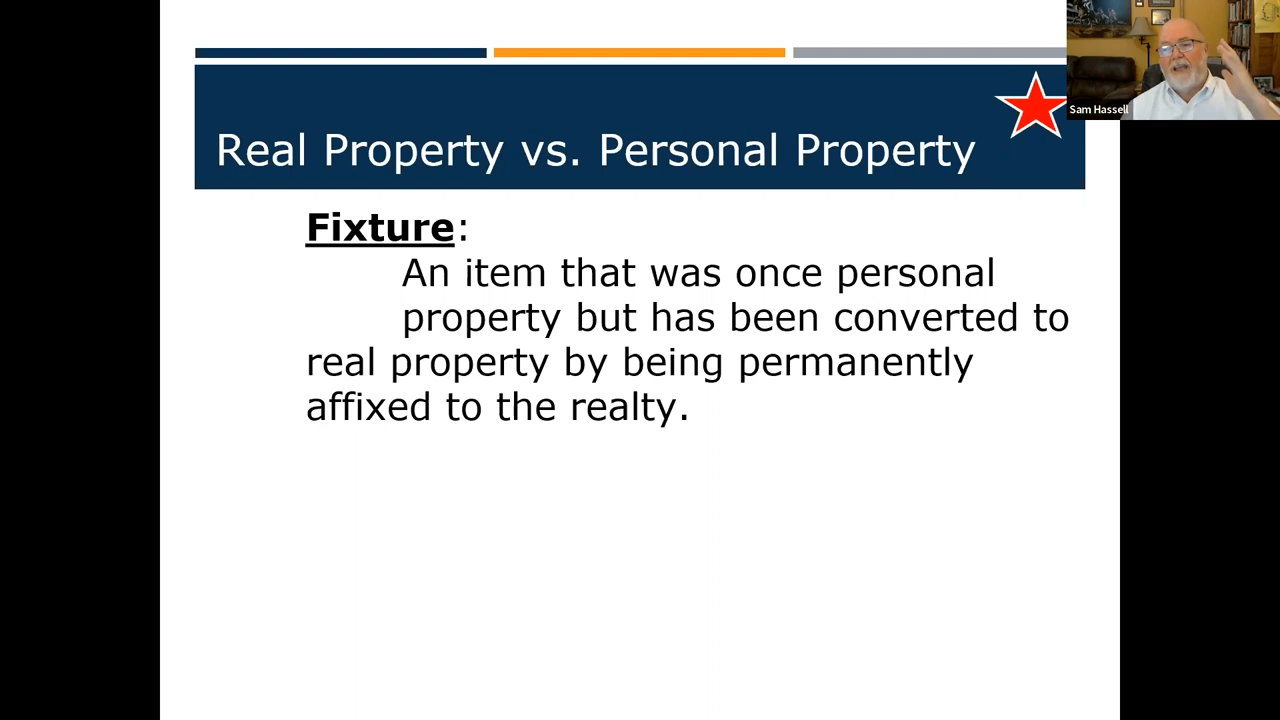 Sam Hassell
Real Property vs. Personal Property
Fixture:
An item that was once personal
property but has been converted to
real property by being permanently
affixed to the realty.